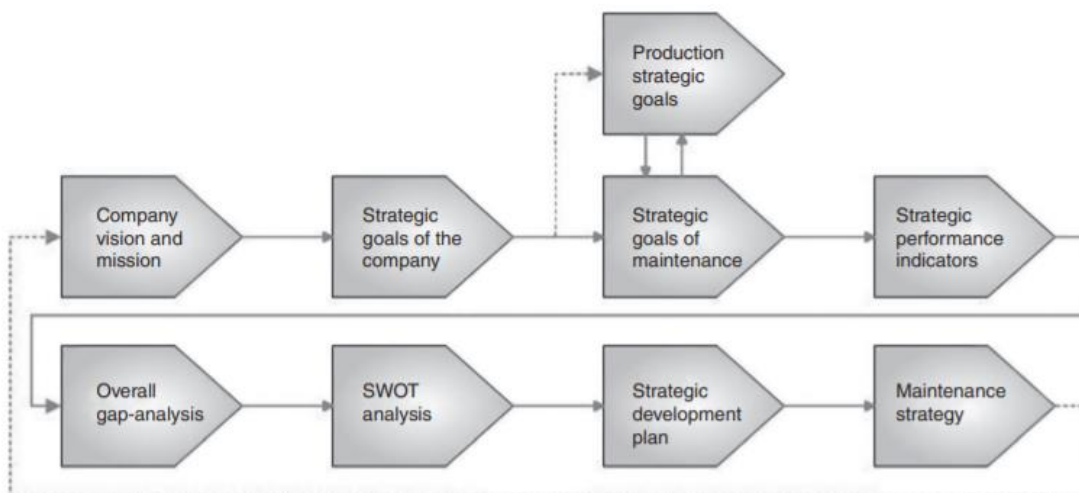 Production
strategic
goals
Company
vision and
mission
Strategic
goals of the
company
Strategic
goals of
maintenance
Strategic
performance
indicators
Overall
gap-analysis
SWOT
analysis
Strategic
development
plan
Maintenance
strategy